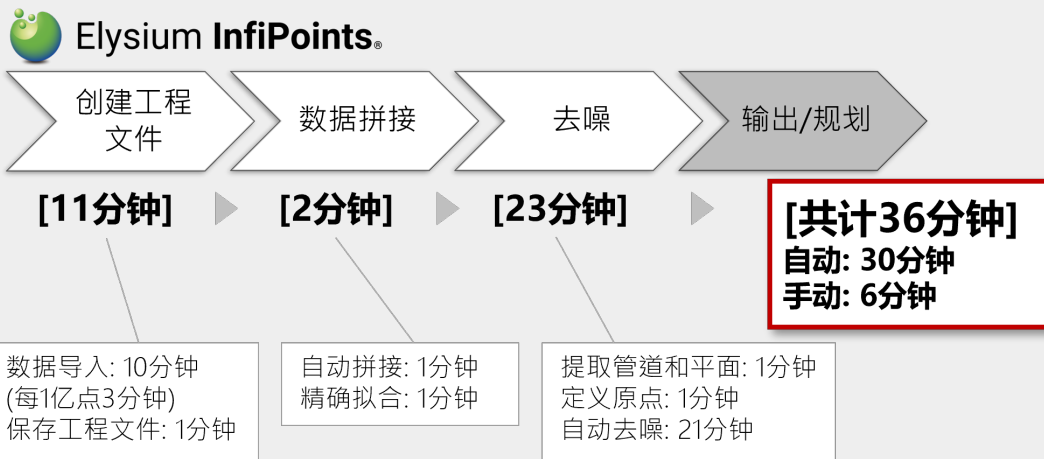 Elysium InfiPoints®
创建工程
文件
数据拼接
去噪
输出/规划
[11分钟]
[2分钟]
[23分钟]
[共计36分钟]
自动: 30分钟
手动: 6分钟
数据导入: 10分钟
(每1亿点3分钟)
保存工程文件: 1分钟
自动拼接: 1分钟
精确拟合: 1分钟
提取管道和平面: 1分钟
定义原点: 1分钟
自动去噪: 21分钟